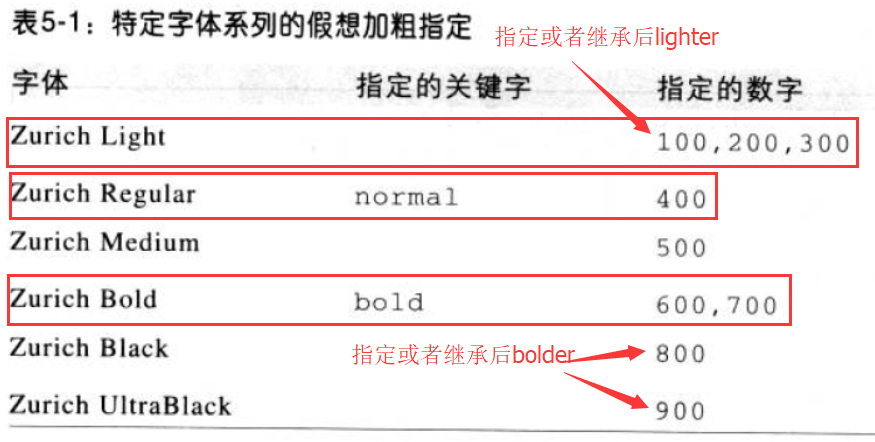 表5-1：特定字体系列的假想加粗指定
指定或者继承后lighter
字体 指定的关键字 指定的数字
Zurich Light 100,200,300
Zurich Regular normal 400
Zurich Medium 500
Zurich Bold bold 600,700
Zurich Black 指定或者继承后bolder 800
Zurich UltraBlack 900